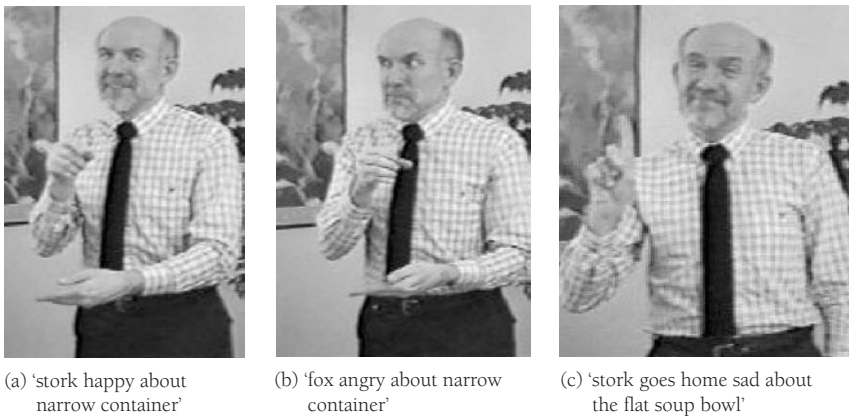 (a) ‘stork happy about
narrow container’
(b) ‘fox angry about narrow
container’
(c) ‘stork goes home sad about
the flat soup bowl’